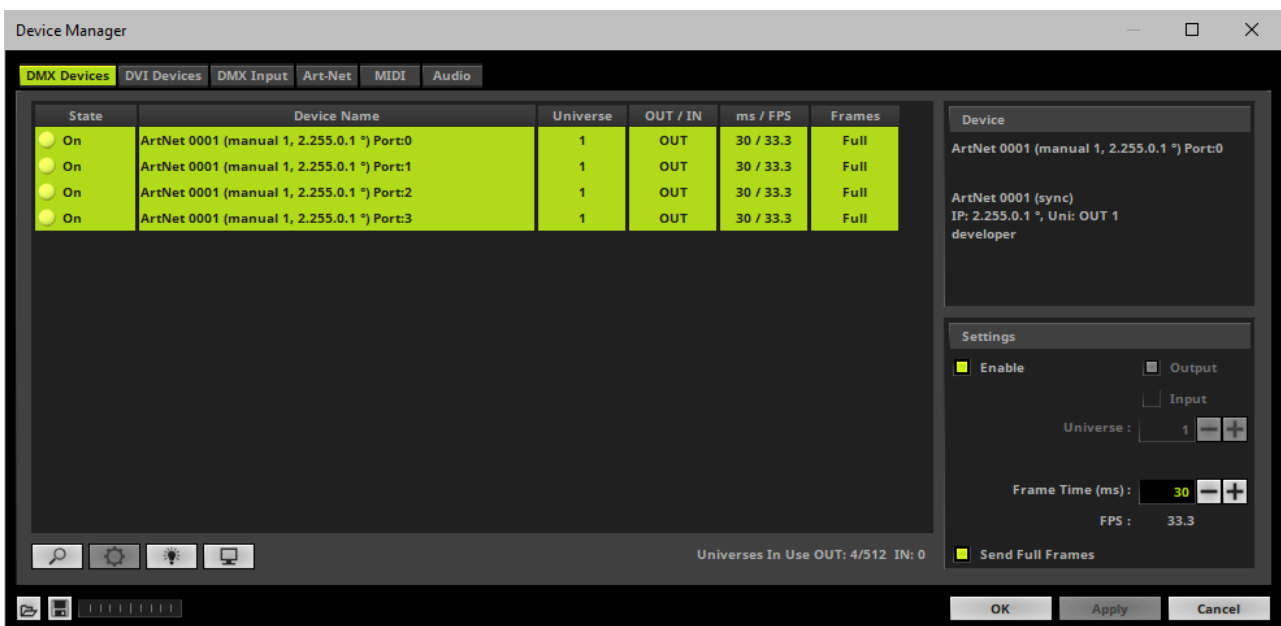 Device Manager
DMX Devices DVI Devices DMX Input Art-Net MIDI Audio
State Device Name Universe OUT / IN ms / FPS Frames
On ArtNet 0001 (manual 1, 2.255.0.1 °) Port:0 1 OUT 30 / 33.3 Full
On ArtNet 0001 (manual 1, 2.255.0.1 °) Port:1 1 OUT 30 / 33.3 Full
On ArtNet 0001 (manual 1, 2.255.0.1 °) Port:2 1 OUT 30 / 33.3 Full
On ArtNet 0001 (manual 1, 2.255.0.1 °) Port:3 1 OUT 30 / 33.3 Full
Universes In Use OUT: 4/512 IN: 0
Device
ArtNet 0001 (manual 1, 2.255.0.1 °) Port:0
ArtNet 0001 (sync)
IP: 2.255.0.1 °, Uni: OUT 1
developer
Settings
Enable Output
Input
Universe : 1
Frame Time (ms) : 30
FPS : 33.3
Send Full Frames
OK Apply Cancel